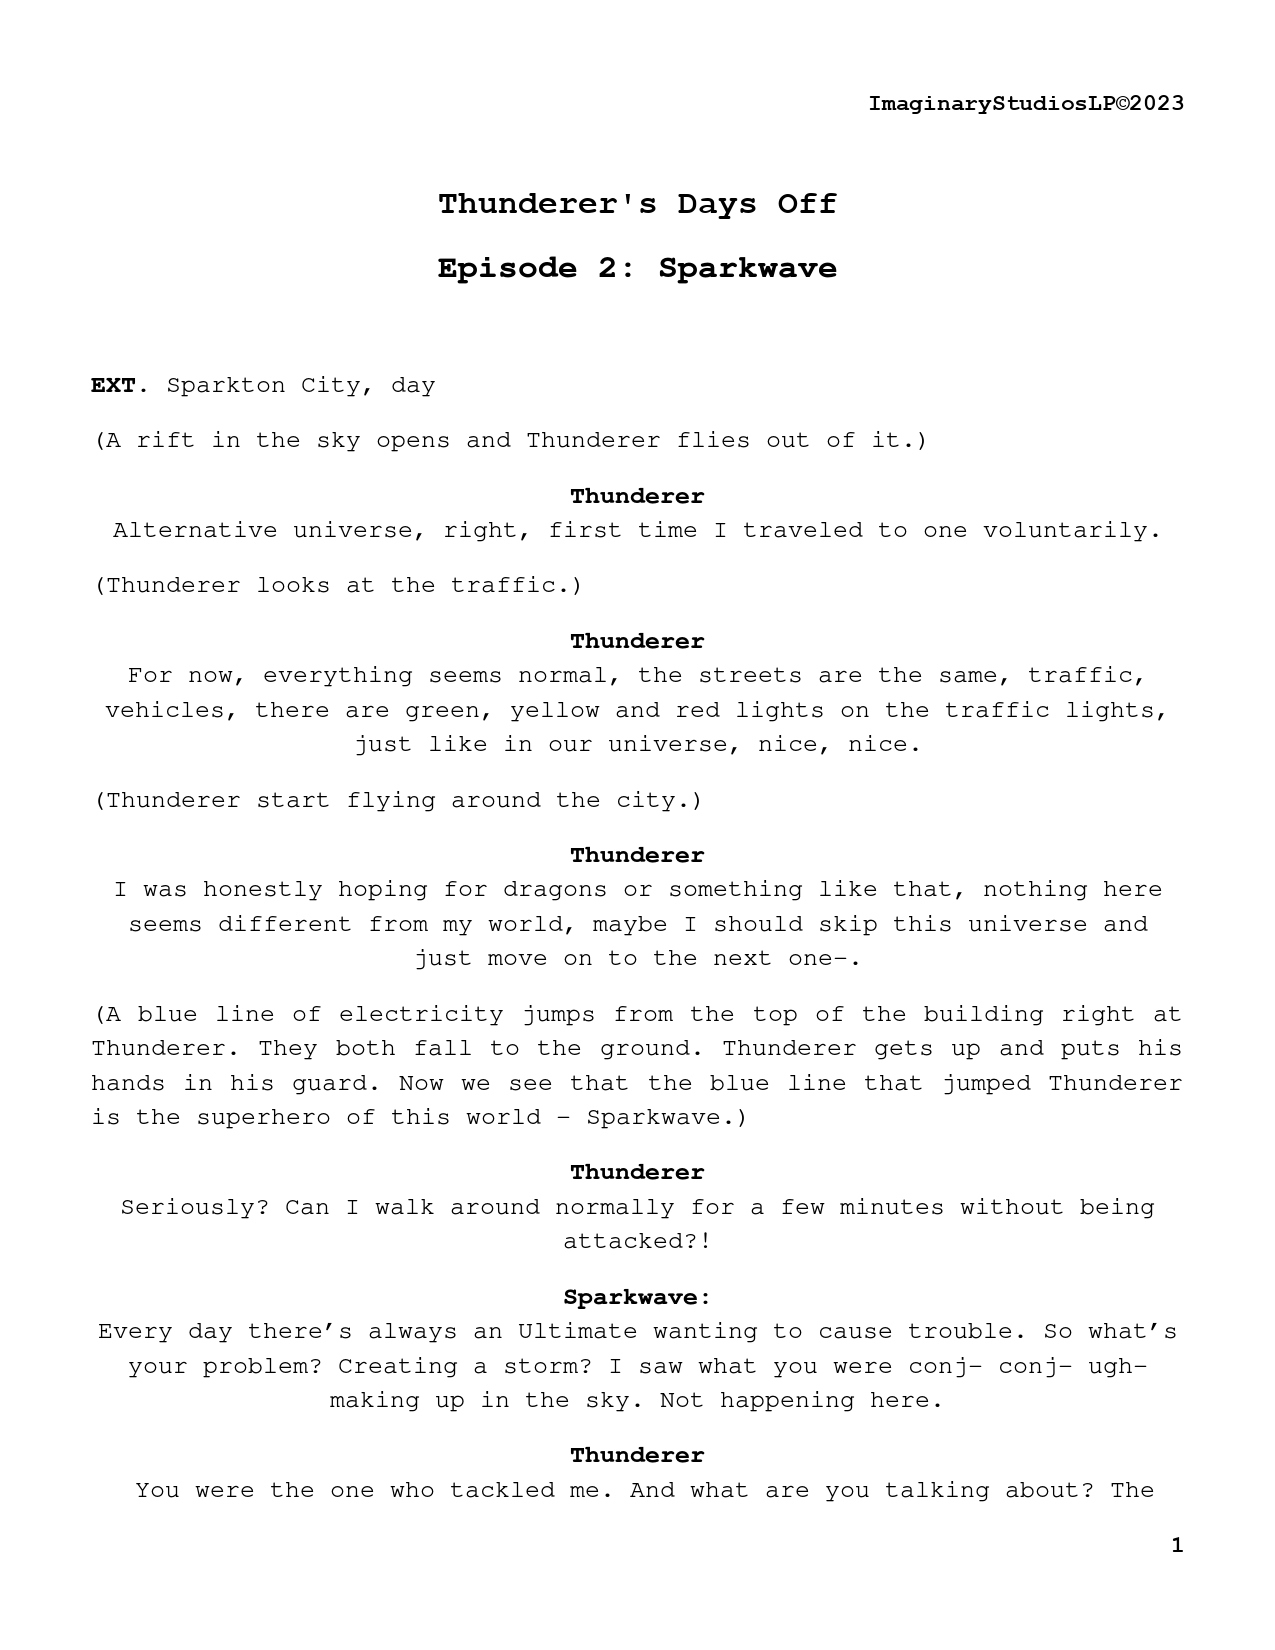 ImaginaryStudiosLP©2023
Thunderer's Days Off
Episode 2: Sparkwave
EXT. Sparkton City, day
(A rift in the sky opens and Thunderer flies out of it.)
Thunderer
Alternative universe, right, first time I traveled to one voluntarily.
(Thunderer looks at the traffic.)
Thunderer
For now, everything seems normal, the streets are the same, traffic,
vehicles, there are green, yellow and red lights on the traffic lights,
just like in our universe, nice, nice.
(Thunderer start flying around the city.)
Thunderer
I was honestly hoping for dragons or something like that, nothing here
seems different from my world, maybe I should skip this universe and
just move on to the next one-.
(A blue line of electricity jumps from the top of the building right at
Thunderer. They both fall to the ground. Thunderer gets up and puts his
hands in his guard. Now we see that the blue line that jumped Thunderer
is the superhero of this world - Sparkwave.)
Thunderer
Seriously? Can I walk around normally for a few minutes without being
attacked?!
Sparkwave:
Every day there’s always an Ultimate wanting to cause trouble. So what’s
your problem? Creating a storm? I saw what you were conj- conj- ugh-
making up in the sky. Not happening here.
Thunderer
You were the one who tackled me. And what are you talking about? The
1